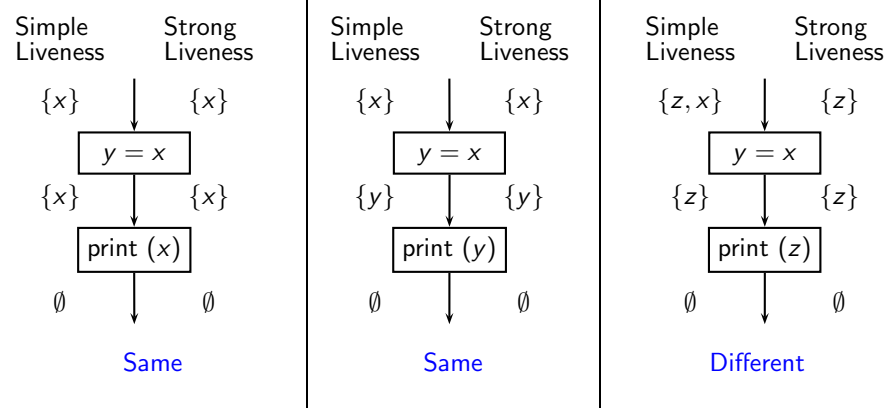 Simple Liveness
Strong Liveness
{x}
{x}
y = x
{x}
{x}
print (x)
∅
∅
Same
Simple Liveness
Strong Liveness
{x}
{x}
y = x
{y}
{y}
print (y)
∅
∅
Same
Simple Liveness
Strong Liveness
{z, x}
{z}
y = x
{z}
{z}
print (z)
∅
∅
Different